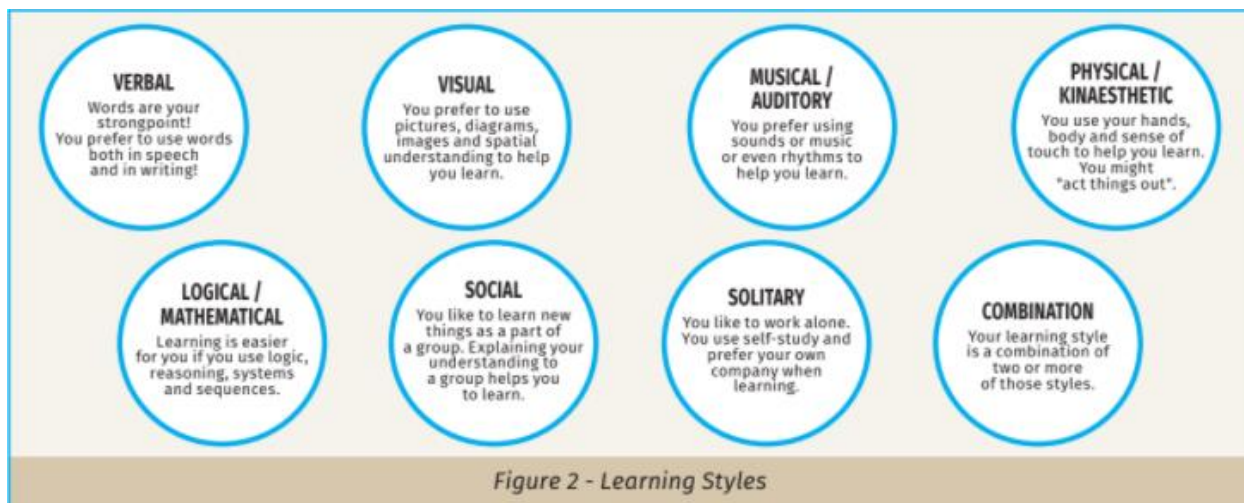 VERBAL
Words are your
strongpoint!
You prefer to use words
both in speech
and in writing!
VISUAL
You prefer to use
pictures, diagrams,
images and spatial
understanding to help
you learn.
MUSICAL /
AUDITORY
You prefer using
sounds or music
or even rhythms to
help you learn.
PHYSICAL /
KINAESTHETIC
You use your hands,
body and sense of
touch to help you learn.
You might
"act things out".
LOGICAL /
MATHEMATICAL
Learning is easier
for you if you use logic,
reasoning, systems
and sequences.
SOCIAL
You like to learn new
things as a part of
a group. Explaining your
understanding to
a group helps you
to learn.
SOLITARY
You like to work alone.
You use self-study and
prefer your own
company when
learning.
COMBINATION
Your learning style
is a combination of
two or more
of those styles.
Figure 2 - Learning Styles